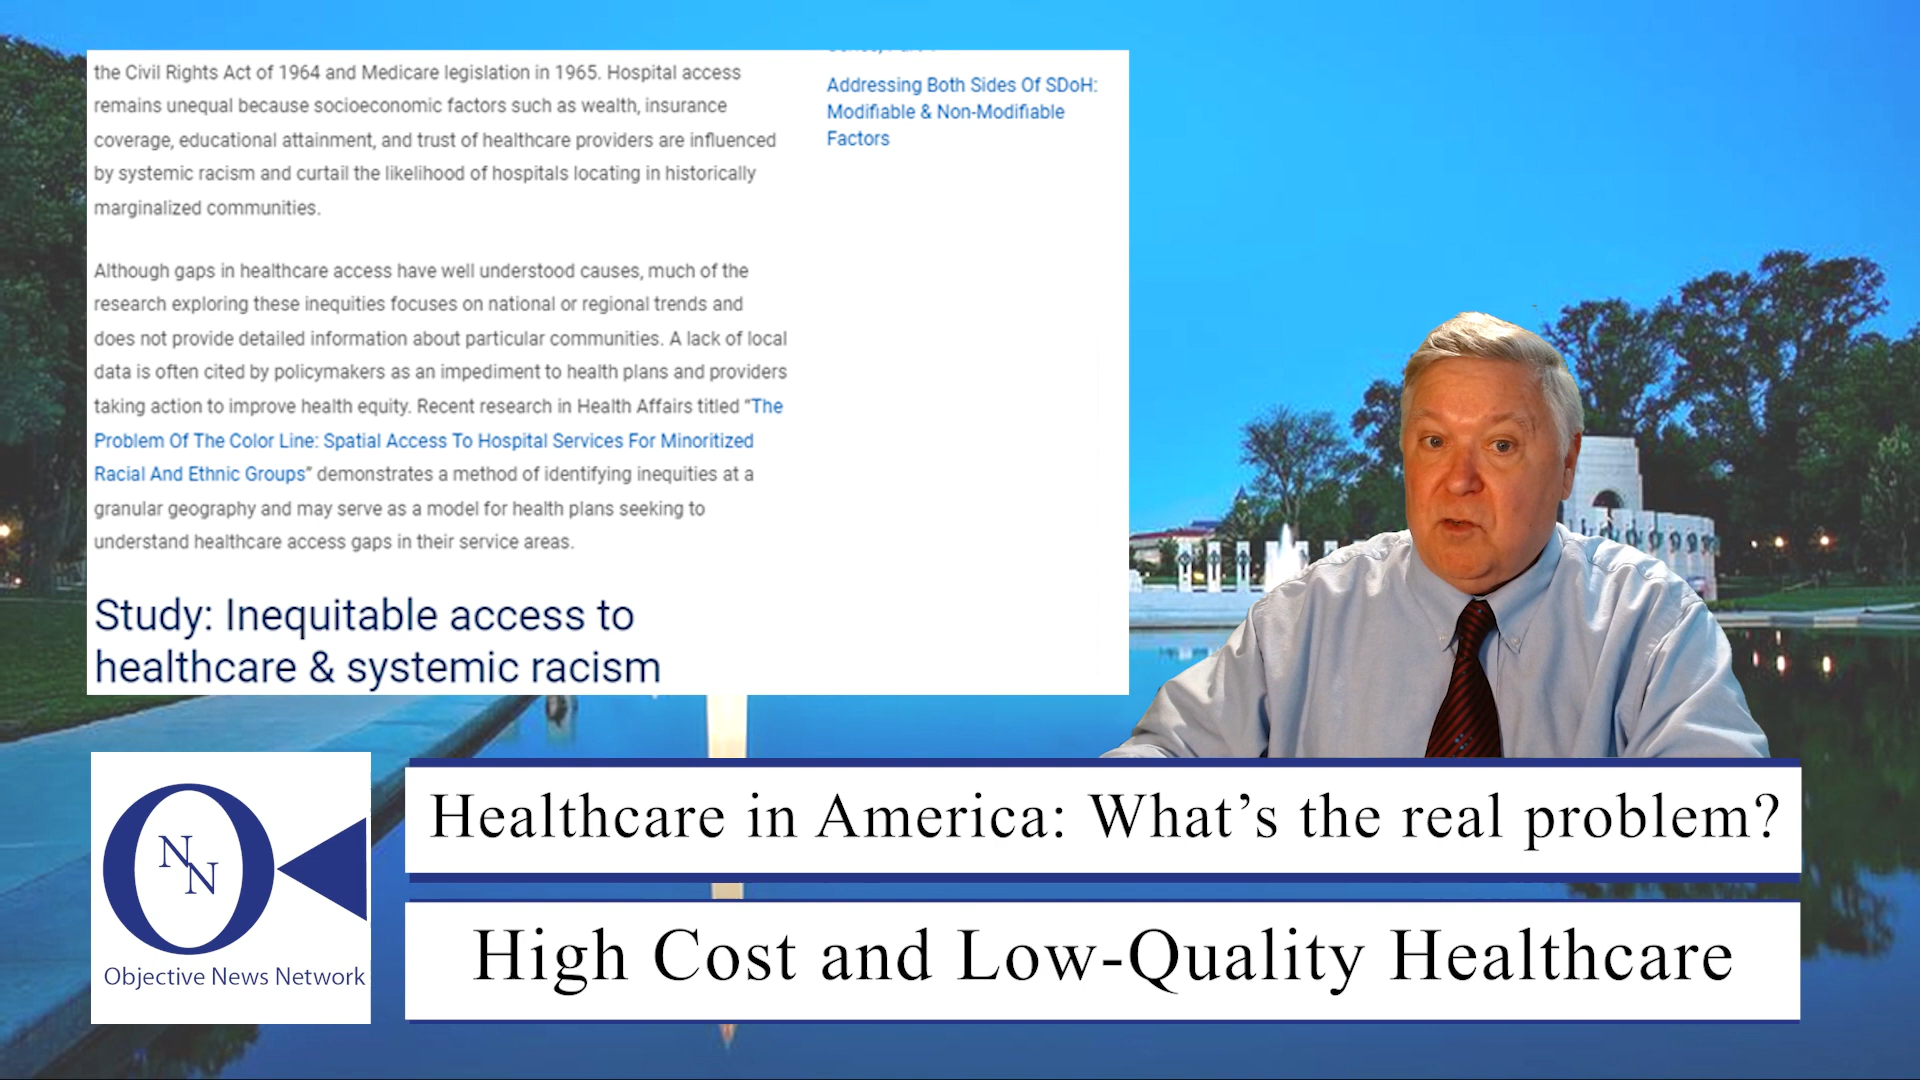 the Civil Rights Act of 1964 and Medicare legislation in 1965. Hospital access
remains unequal because socioeconomic factors such as wealth, insurance
coverage, educational attainment, and trust of healthcare providers are influenced
by systemic racism and curtail the likelihood of hospitals locating in historically
marginalized communities.
Although gaps in healthcare access have well understood causes, much of the
research exploring these inequities focuses on national or regional trends and
does not provide detailed information about particular communities. A lack of local
data is often cited by policymakers as an impediment to health plans and providers
taking action to improve health equity. Recent research in Health Affairs titled "The
Problem Of The Color Line: Spatial Access To Hospital Services For Minoritized
Racial And Ethnic Groups" demonstrates a method of identifying inequities at a
granular geography and may serve as a model for health plans seeking to
understand healthcare access gaps in their service areas.
Study: Inequitable access to
healthcare & systemic racism
Addressing Both Sides Of SDoH:
Modifiable & Non-Modifiable
Factors
NN
Objective News Network
Healthcare in America: What's the real problem?
High Cost and Low-Quality Healthcare